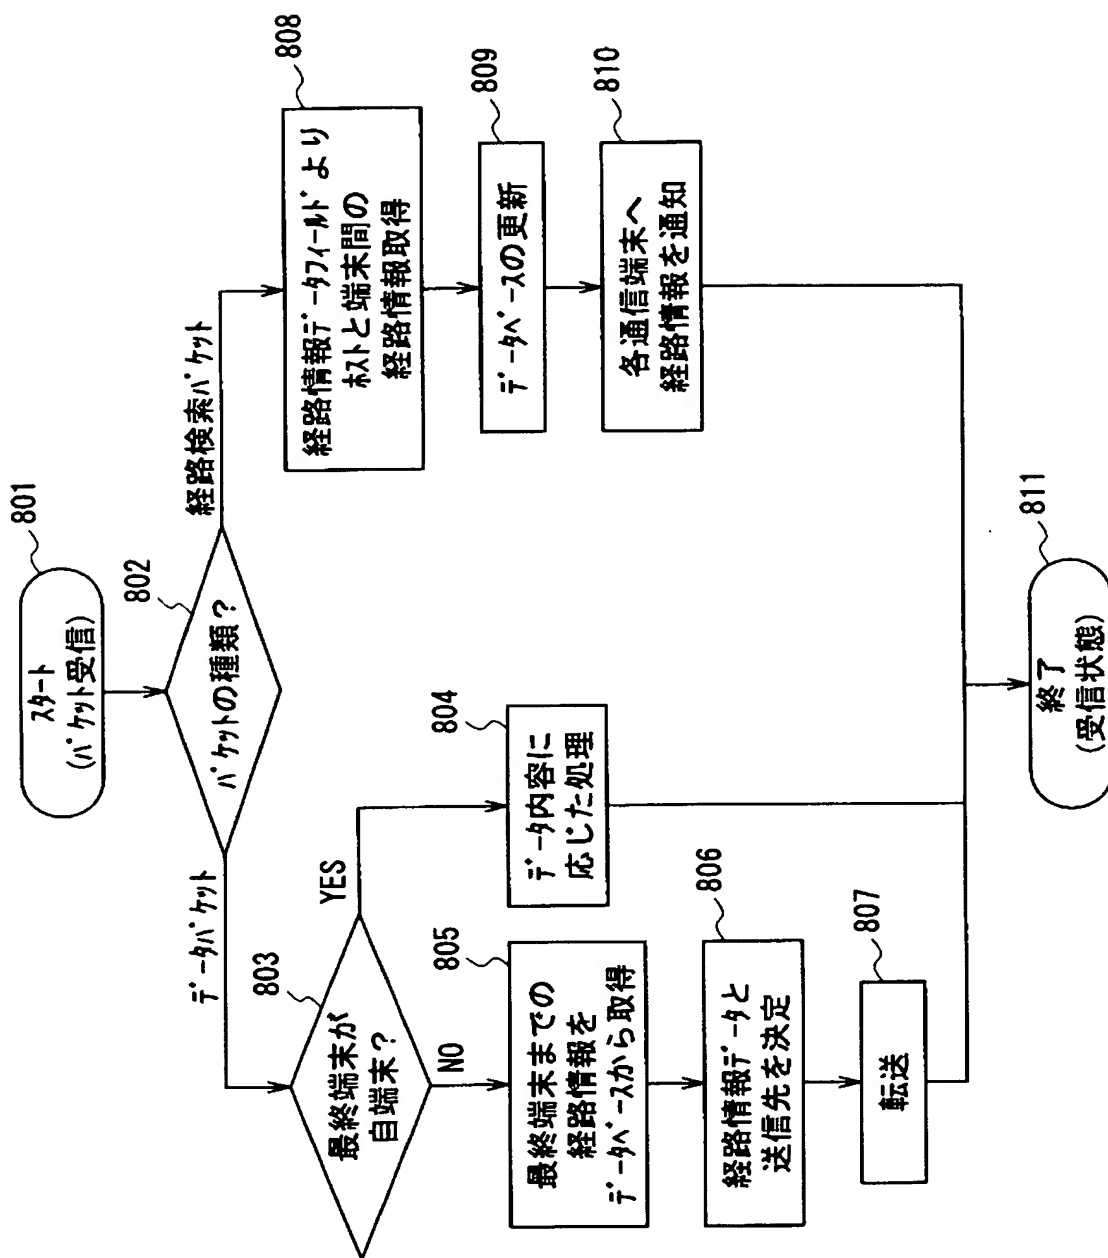 801
スタート
(パケット受信)
802
パケットの種類?
データパケット
経路検索パケット
803
最終端末が
自端末?
YES
NO
804
データ内容に
応じた処理
805
最終端末までの
経路情報を
データベースから取得
806
経路情報データと
送信先を決定
807
転送
808
経路情報データフィールドより
ホストと端末間の
経路情報取得
809
データベースの更新
810
各通信端末へ
経路情報を通知
811
終了
(受信状態)